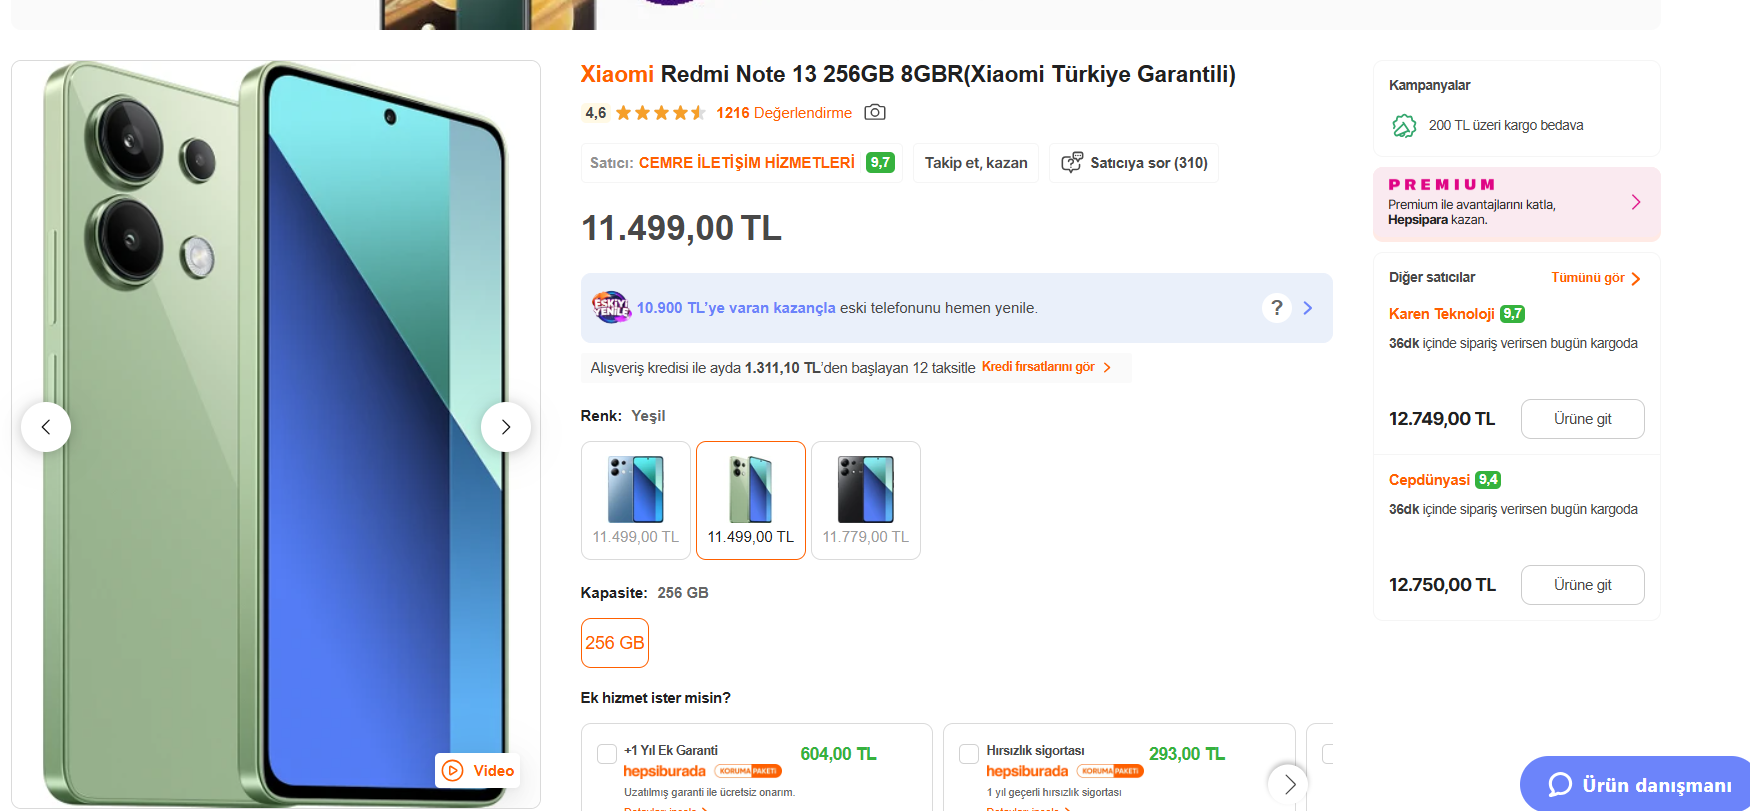 Xiaomi Redmi Note 13 256GB 8GBR(Xiaomi Türkiye Garantili)
4,6 1216 Değerlendirme
Satıcı: CEMRE İLETİŞİM HİZMETLERİ 9,7
Takip et, kazan
Satıcıya sor (310)
11.499,00 TL
ESKİYİ
YENİLE
10.900 TL'ye varan kazançla eski telefonunu hemen yenile.
?
Alışveriş kredisi ile ayda 1.311,10 TL'den başlayan 12 taksitle Kredi fırsatlarını gör
Renk: Yeşil
11.499,00 TL
11.499,00 TL
11.779,00 TL
Kapasite: 256 GB
256 GB
Ek hizmet ister misin?
+1 Yıl Ek Garanti 604,00 TL
hepsiburada KORUMA PAKETİ
Uzatılmış garanti ile ücretsiz onarım.
Hırsızlık sigortası 293,00 TL
hepsiburada KORUMA PAKETİ
1 yıl geçerli hırsızlık sigortası
Video
Kampanyalar
200 TL üzeri kargo bedava
PREMIUM
Premium ile avantajlarını katla,
Hepsipara kazan.
Diğer satıcılar Tümünü gör
Karen Teknoloji 9,7
36dk içinde sipariş verirsen bugün kargoda
12.749,00 TL Ürüne git
Cepdünyasi 9,4
36dk içinde sipariş verirsen bugün kargoda
12.750,00 TL Ürüne git
Ürün danışmanı